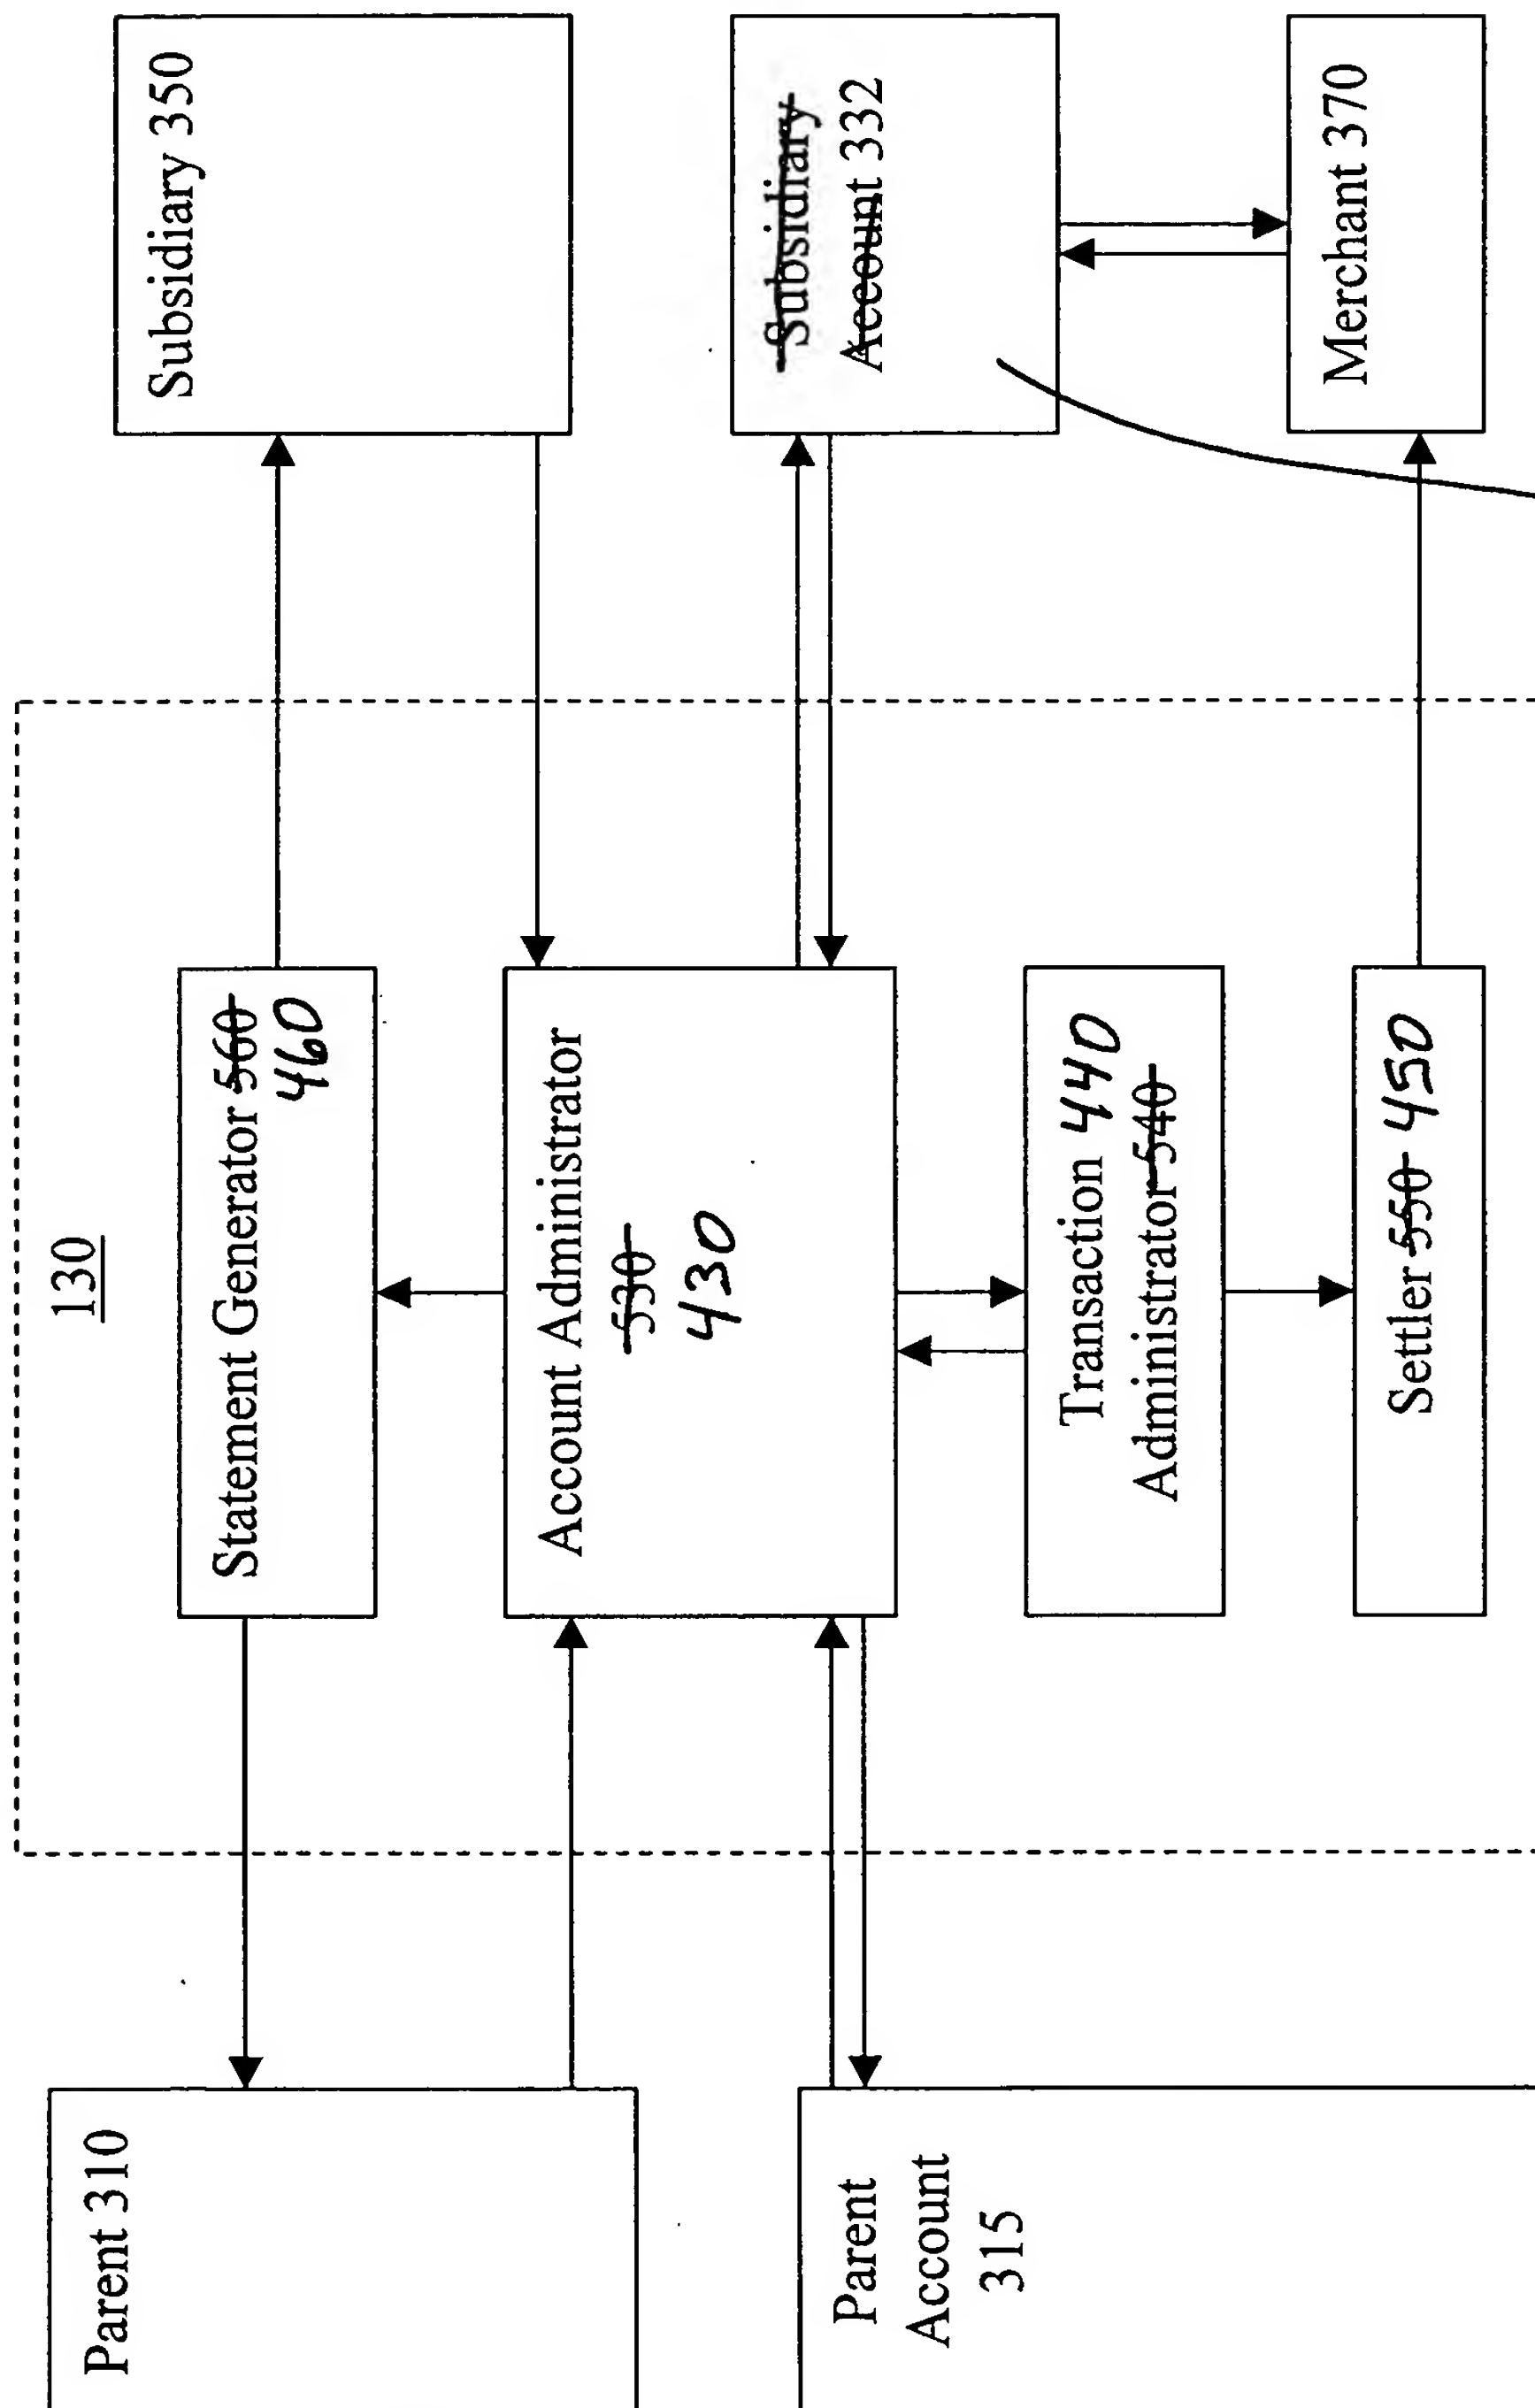 130
Parent 310
Statement Generator 560
460
Subsidiary 350
Account Administrator
530
430
Parent
Account
315
Subsidiary
Account 332
Transaction 440
Administrator 540
Settler 550 450
Merchant 370